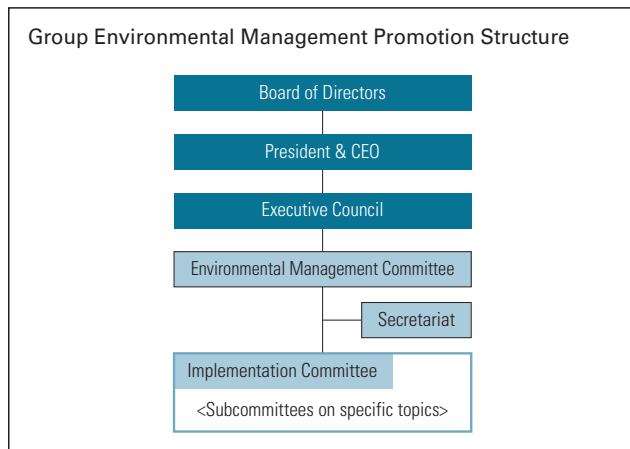 Group Environmental Management Promotion Structure
Board of Directors
President & CEO
Executive Council
Environmental Management Committee
Secretariat
Implementation Committee
<Subcommittees on specific topics>